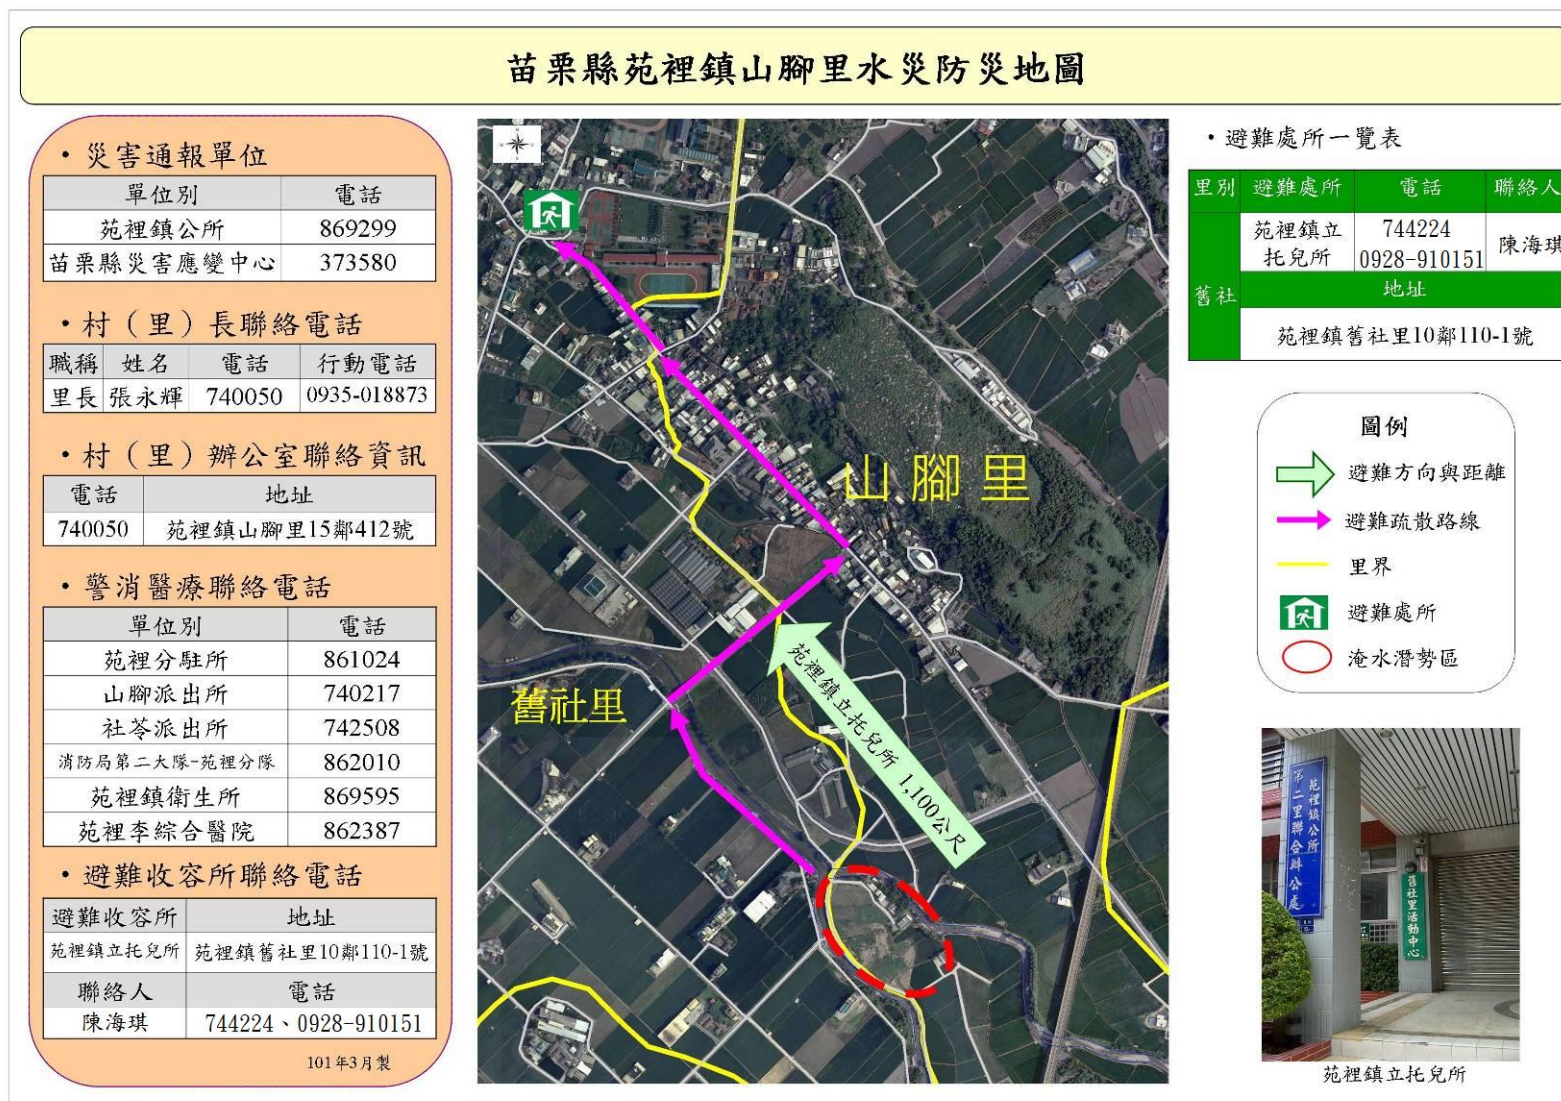 苗栗縣苑裡鎮山腳里水災防災地圖
・災害通報單位
單位別 電話
苑裡鎮公所 869299
苗栗縣災害應變中心 373580
・村（里）長聯絡電話
職稱 姓名 電話 行動電話
里長 張永輝 740050 0935-018873
・村（里）辦公室聯絡資訊
電話 地址
740050 苑裡鎮山腳里15鄰412號
・警消醫療聯絡電話
單位別 電話
苑裡分駐所 861024
山腳派出所 740217
社苓派出所 742508
消防局第二大隊-苑裡分隊 862010
苑裡鎮衛生所 869595
苑裡李綜合醫院 862387
・避難收容所聯絡電話
避難收容所 地址
苑裡鎮立托兒所 苑裡鎮舊社里10鄰110-1號
聯絡人 電話
陳海琪 744224、0928-910151
101年3月製
山腳里
舊社里
苑裡鎮立托兒所 1,100公尺
・避難處所一覽表
里別 避難處所 電話 聯絡人
舊社
苑裡鎮立
托兒所
744224
0928-910151
陳海琪
地址
苑裡鎮舊社里10鄰110-1號
圖例
避難方向與距離
避難疏散路線
里界
避難處所
淹水潛勢區
苑裡鎮公所
第二里聯合辦公處
舊社里活動中心
苑裡鎮立托兒所